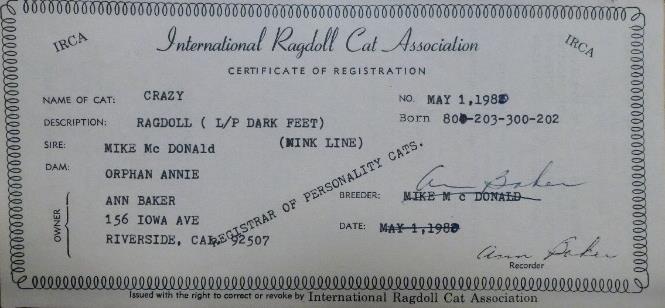 IRCA
International Ragdoll Cat Association
IRCA
CERTIFICATE OF REGISTRATION
NAME OF CAT: CRAZY
NO. MAY 1,1980
DESCRIPTION: RAGDOLL ( L/P DARK FEET)
Born 800-203-300-202
SIRE: MIKE Mc DONAld (MINK LINE)
DAM: ORPHAN ANNIE
REGISTRAR OF PERSONALITY CATS.
OWNER
ANN BAKER
156 IOWA AVE
RIVERSIDE, CAL 92507
Ann Baker
BREEDER: MIKE M c DONALD
DATE: MAY 1,1980
Ann Baker
Recorder
Issued with the right to correct or revoke by International Ragdoll Cat Association